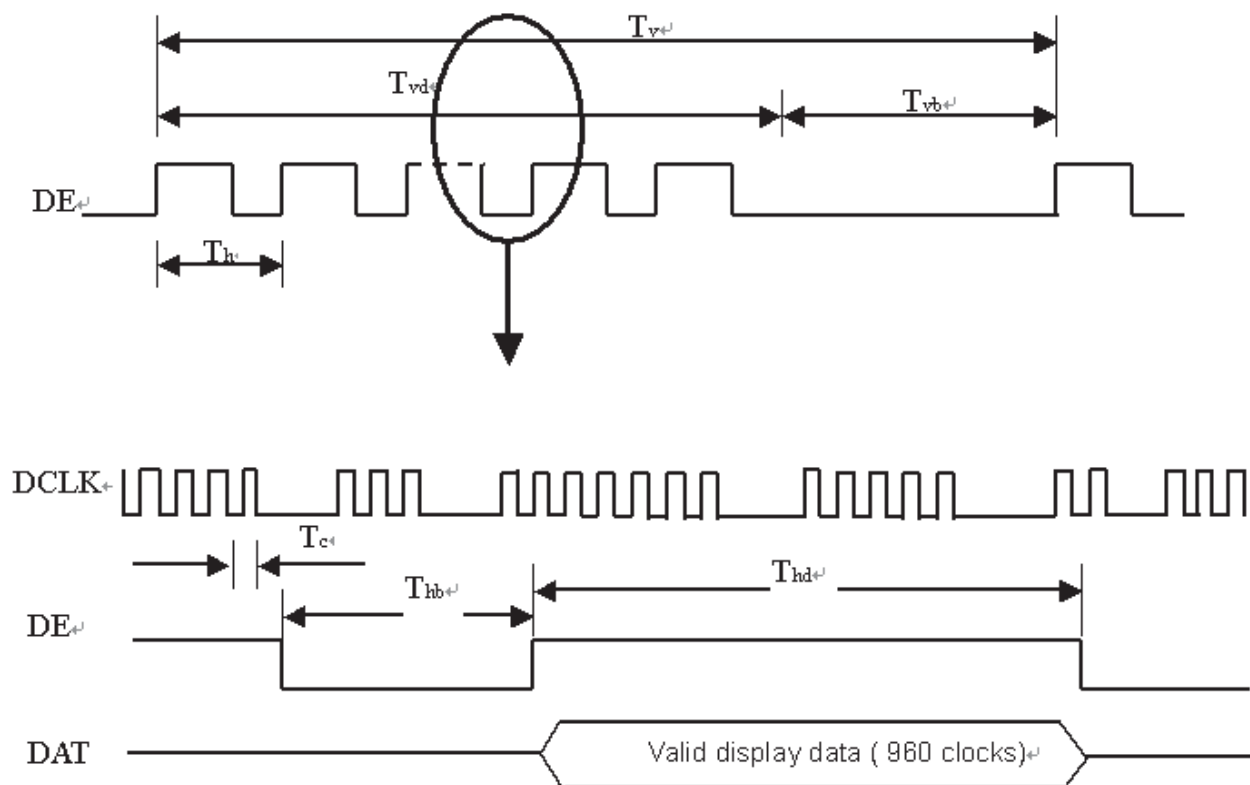 Tv↵
Tvd↵
Tvb↵
DE↵
Th↵
DCLK↵
Tc↵
Thb↵
Thd↵
DE↵
DAT
Valid display data ( 960 clocks)↵